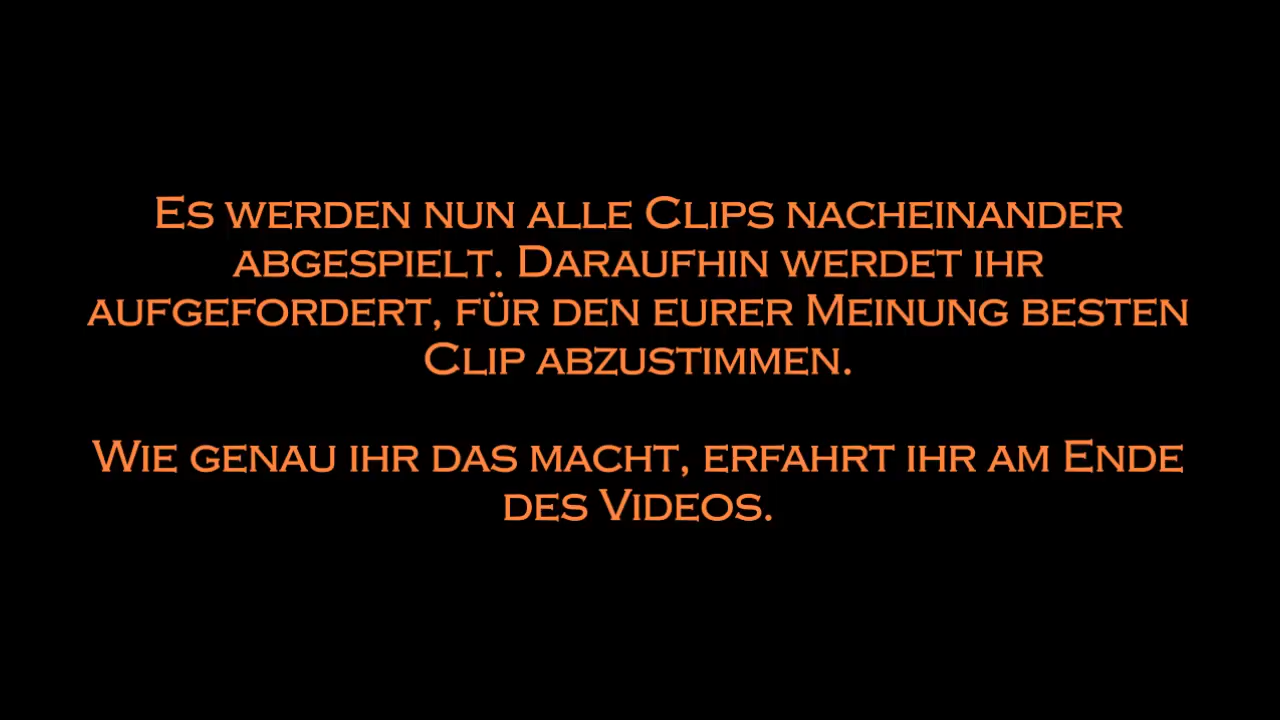 Es werden nun alle Clips nacheinander
abgespielt. Daraufhin werdet ihr
aufgefordert, für den eurer Meinung besten
Clip abzustimmen.
Wie genau ihr das macht, erfahrt ihr am Ende
des Videos.